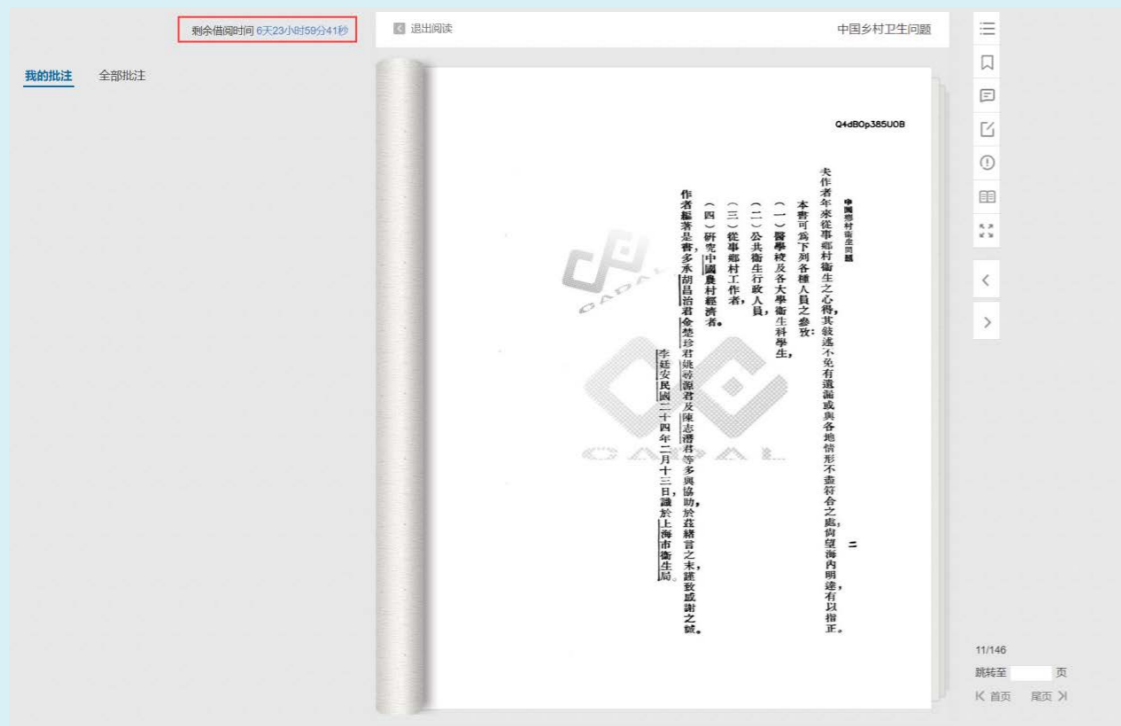 剩余借阅时间 6天23小时59分41秒
退出阅读
中国乡村卫生问题
我的批注
全部批注
Q4dBOp385U0B
中國鄉村衞生問題
二
夫作者年來從事鄉村衞生之心得,其敍述不免有遺漏或與各地情形不盡符合之處,尙望海內明達,有以指正。
本書可爲下列各種人員之參攷:
(一)醫學校及各大學衞生科學生,
(二)公共衞生行政人員,
(三)從事鄉村工作者,
(四)研究中國農村經濟者。
作者編著是書,多承胡昌治君金楚珍君姚尋源君及陳志潛君等多與協助,於茲緖言之末,謹致感謝之忱。
李廷安民國二十四年二月十三日,識於上海市衞生局。
CADAL
CADAL
11/146
跳转至
页
首页
尾页